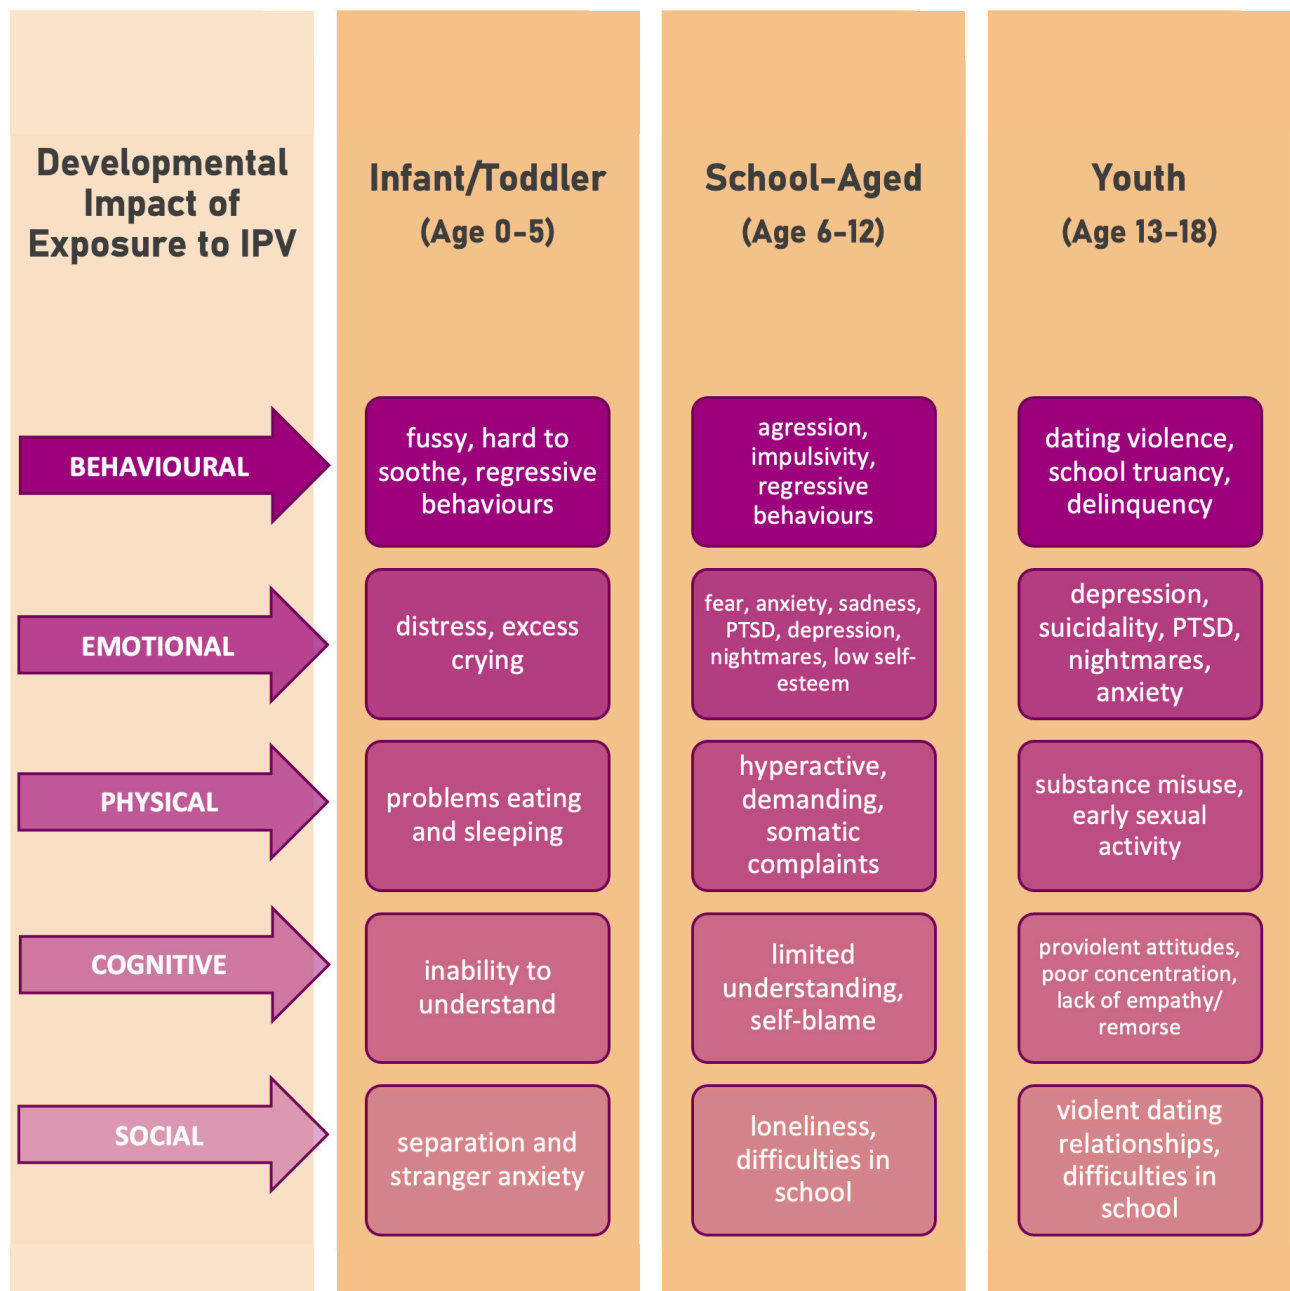 Developmental
Impact of
Exposure to IPV
Infant/Toddler
(Age 0-5)
School-Aged
(Age 6-12)
Youth
(Age 13-18)
BEHAVIOURAL
fussy, hard to
soothe, regressive
behaviours
agression,
impulsivity,
regressive
behaviours
dating violence,
school truancy,
delinquency
EMOTIONAL
distress, excess
crying
fear, anxiety, sadness,
PTSD, depression,
nightmares, low self-
esteem
depression,
suicidality, PTSD,
nightmares,
anxiety
PHYSICAL
problems eating
and sleeping
hyperactive,
demanding,
somatic
complaints
substance misuse,
early sexual
activity
COGNITIVE
inability to
understand
limited
understanding,
self-blame
proviolent attitudes,
poor concentration,
lack of empathy/
remorse
SOCIAL
separation and
stranger anxiety
loneliness,
difficulties in
school
violent dating
relationships,
difficulties in
school